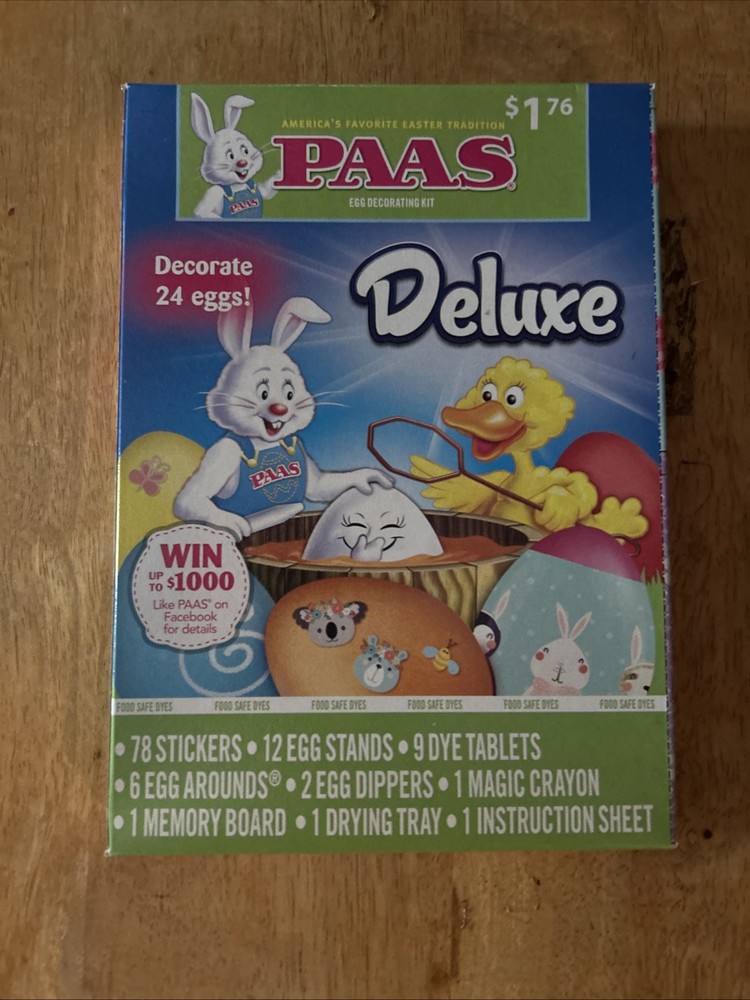 $1 76
AMERICA'S FAVORITE EASTER TRADITION
PAAS®
EGG DECORATING KIT
PAAS
Decorate
24 eggs!
Deluxe
PAAS
WIN
UP TO $1000
Like PAAS® on
Facebook
for details
FOOD SAFE DYES FOOD SAFE DYES FOOD SAFE DYES FOOD SAFE DYES FOOD SAFE DYES FOOD SAFE DYES
• 78 STICKERS • 12 EGG STANDS • 9 DYE TABLETS
• 6 EGG AROUNDS® • 2 EGG DIPPERS • 1 MAGIC CRAYON
• 1 MEMORY BOARD • 1 DRYING TRAY • 1 INSTRUCTION SHEET